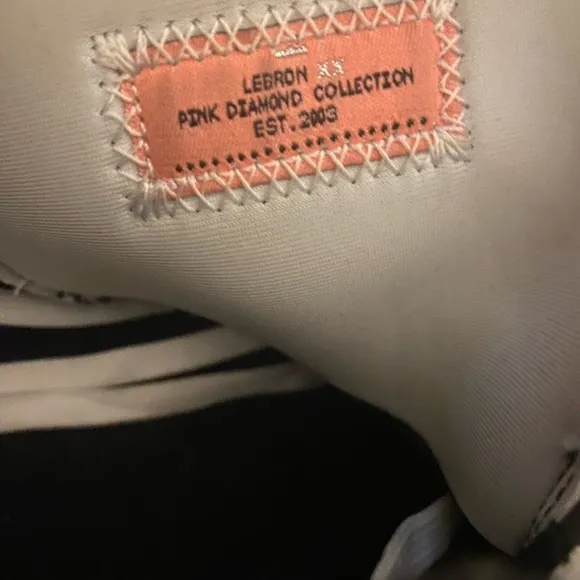 LEBRON XX
PINK DIAMOND COLLECTION
EST. 2003